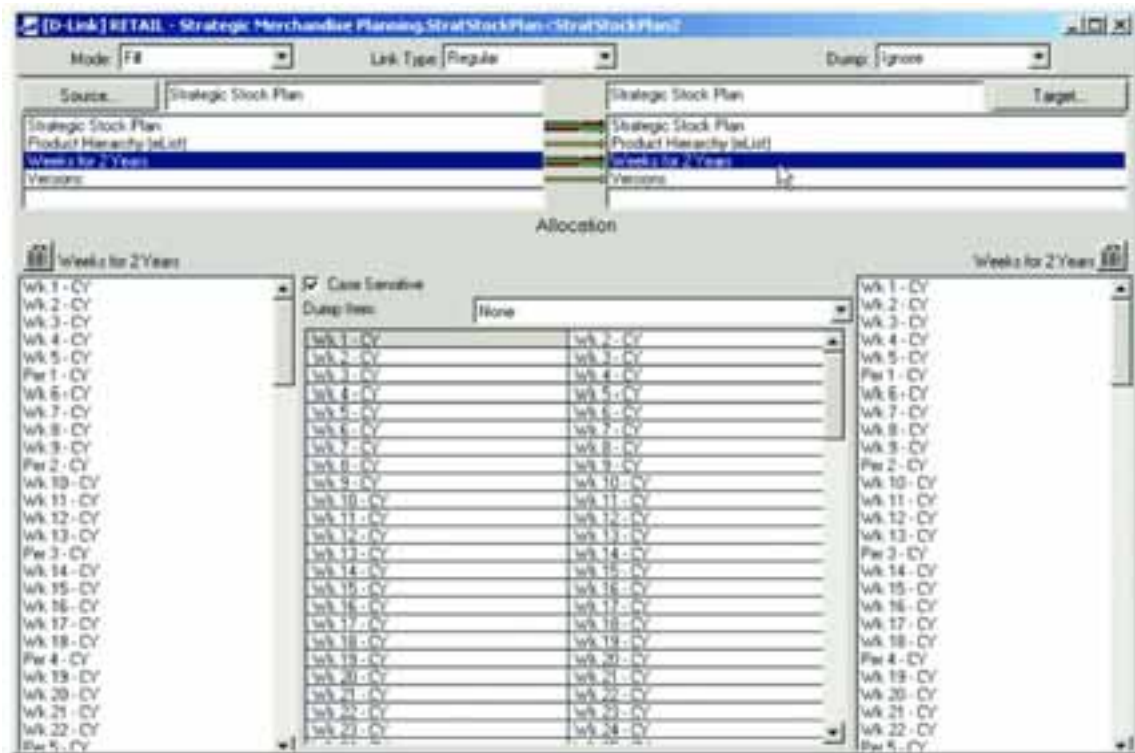 [D-Link] RETAIL - Strategic Merchandise Planning.StratStockPlan<StratStockPlan2
Mode: Fill Link Type: Regular Dump: Ignore
Source... Strategic Stock Plan Strategic Stock Plan Target...
Strategic Stock Plan Strategic Stock Plan
Product Hierarchy (eList) Product Hierarchy (eList)
Weeks for 2 Years Weeks for 2 Years
Versions Versions
Allocation
Weeks for 2 Years Weeks for 2 Years
Case Sensitive
Dump Item: None
Wk 1 - CY
Wk 2 - CY
Wk 3 - CY
Wk 4 - CY
Wk 5 - CY
Per 1 - CY
Wk 6 - CY
Wk 7 - CY
Wk 8 - CY
Wk 9 - CY
Per 2 - CY
Wk 10 - CY
Wk 11 - CY
Wk 12 - CY
Wk 13 - CY
Per 3 - CY
Wk 14 - CY
Wk 15 - CY
Wk 16 - CY
Wk 17 - CY
Wk 18 - CY
Per 4 - CY
Wk 19 - CY
Wk 20 - CY
Wk 21 - CY
Wk 22 - CY
Per 5 - CY
Wk 1 - CY Wk 2 - CY
Wk 2 - CY Wk 3 - CY
Wk 3 - CY Wk 4 - CY
Wk 4 - CY Wk 5 - CY
Wk 5 - CY Wk 6 - CY
Wk 6 - CY Wk 7 - CY
Wk 7 - CY Wk 8 - CY
Wk 8 - CY Wk 9 - CY
Wk 9 - CY Wk 10 - CY
Wk 10 - CY Wk 11 - CY
Wk 11 - CY Wk 12 - CY
Wk 12 - CY Wk 13 - CY
Wk 13 - CY Wk 14 - CY
Wk 14 - CY Wk 15 - CY
Wk 15 - CY Wk 16 - CY
Wk 16 - CY Wk 17 - CY
Wk 17 - CY Wk 18 - CY
Wk 18 - CY Wk 19 - CY
Wk 19 - CY Wk 20 - CY
Wk 20 - CY Wk 21 - CY
Wk 21 - CY Wk 22 - CY
Wk 22 - CY Wk 23 - CY
Wk 23 - CY Wk 24 - CY
Wk 1 - CY
Wk 2 - CY
Wk 3 - CY
Wk 4 - CY
Wk 5 - CY
Per 1 - CY
Wk 6 - CY
Wk 7 - CY
Wk 8 - CY
Wk 9 - CY
Per 2 - CY
Wk 10 - CY
Wk 11 - CY
Wk 12 - CY
Wk 13 - CY
Per 3 - CY
Wk 14 - CY
Wk 15 - CY
Wk 16 - CY
Wk 17 - CY
Wk 18 - CY
Per 4 - CY
Wk 19 - CY
Wk 20 - CY
Wk 21 - CY
Wk 22 - CY
Per 5 - CY